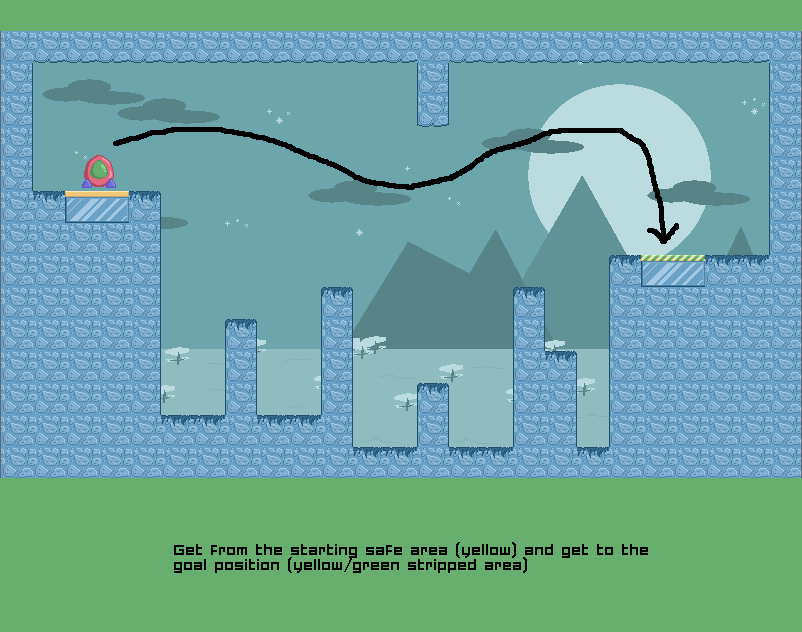 Get from the starting safe area (yellow) and get to the
goal position (yellow/green stripped area)